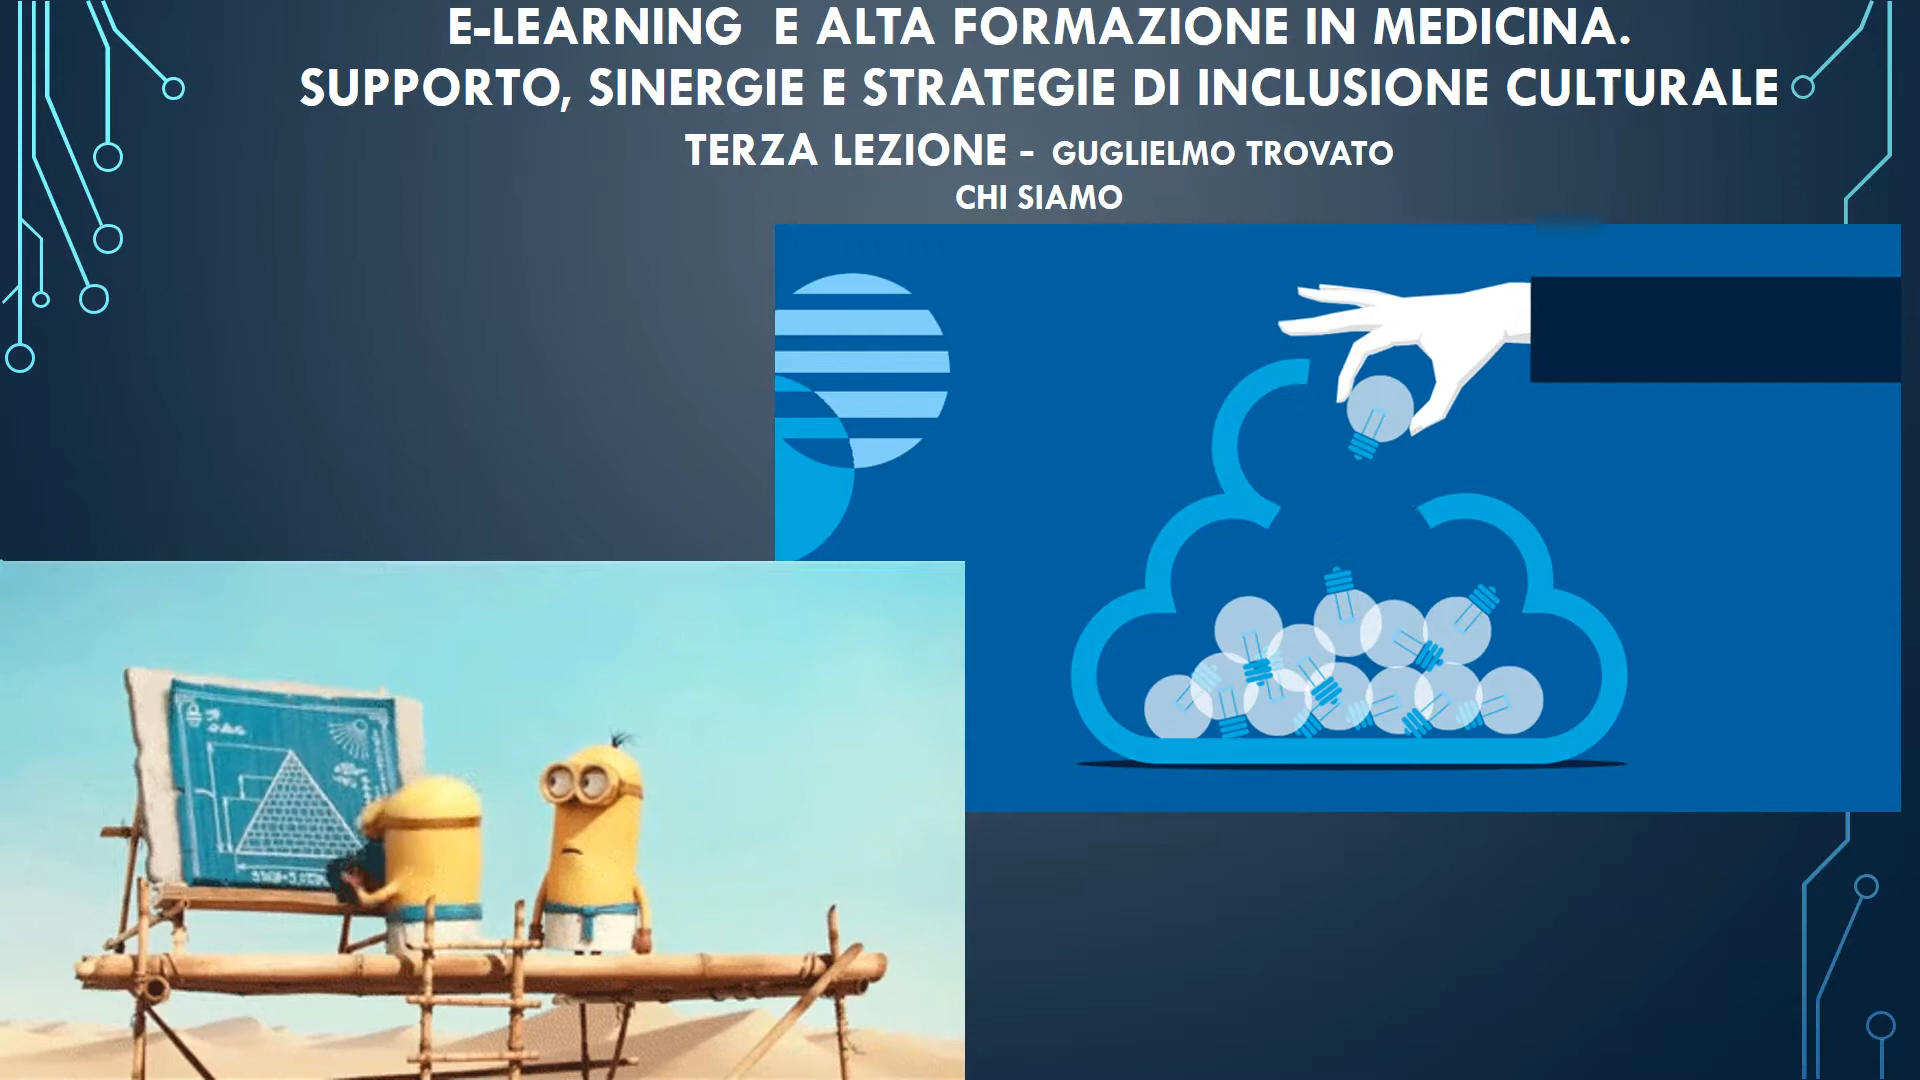 E-LEARNING  E ALTA FORMAZIONE IN MEDICINA.
SUPPORTO, SINERGIE E STRATEGIE DI INCLUSIONE CULTURALE
TERZA LEZIONE - GUGLIELMO TROVATO
CHI SIAMO